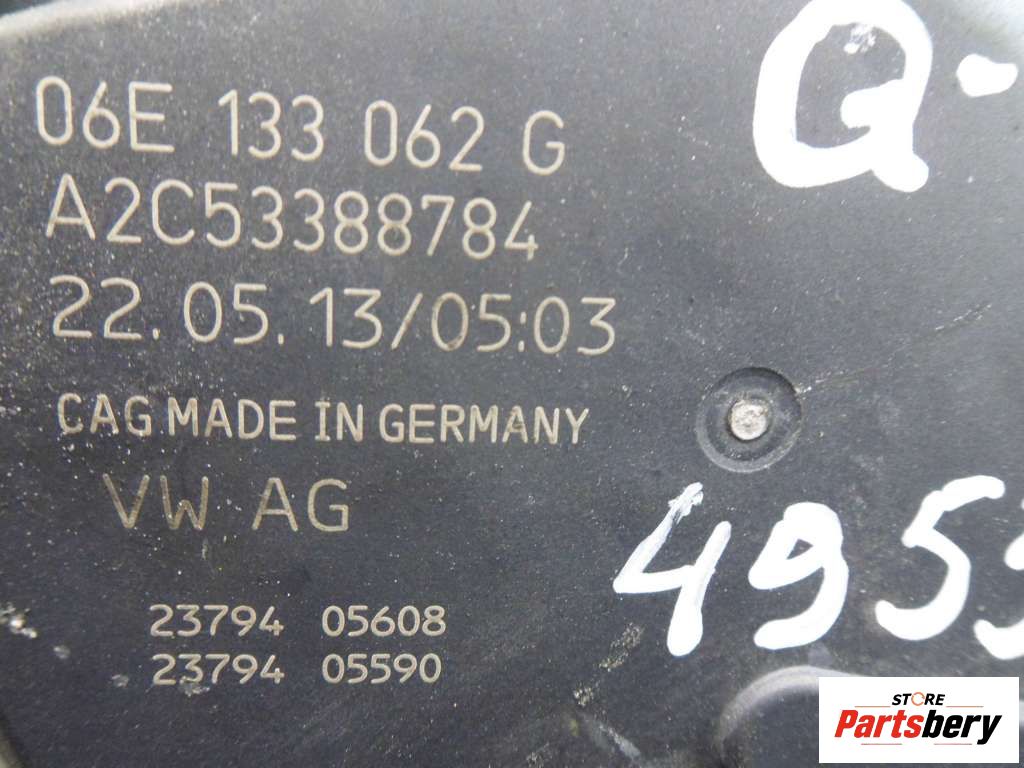 06E 133 062 G
A2C53388784
22.05.13/05:03
CAG MADE IN GERMANY
VW AG
23794 05608
23794 05590
Q-
495
STORE
Partsbery